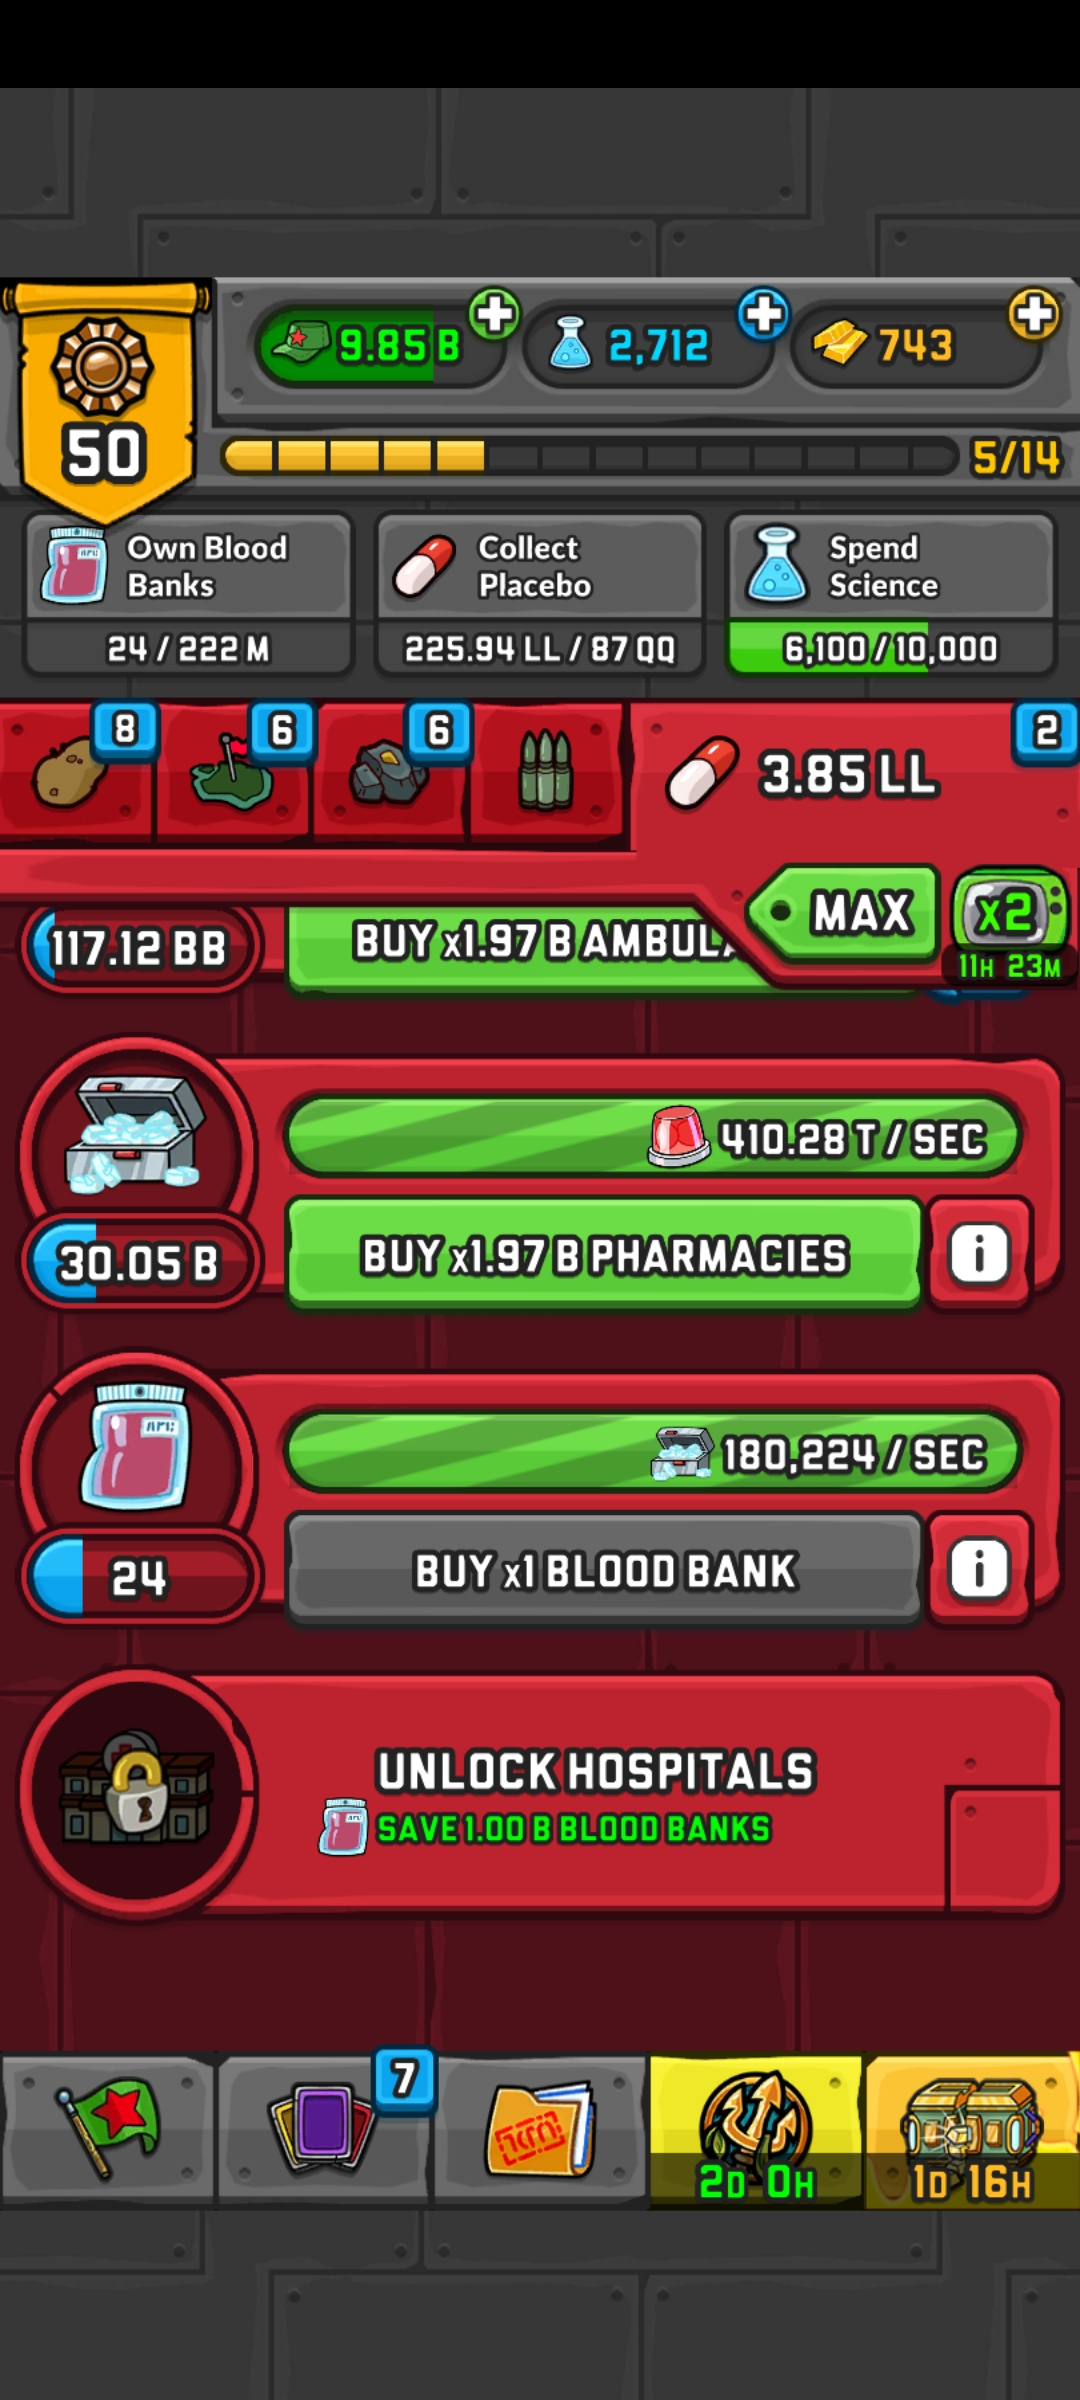 9.85 B
2,712
743
50
5/14
Own Blood
Banks
24 / 222 M
Collect
Placebo
225.94 LL / 87 QQ
Spend
Science
6,100 / 10,000
8
6
6
3.85 LL
2
MAX
x2
11H 23M
117.12 BB
BUY x1.97 B AMBULA
410.28 T / SEC
30.05 B
BUY x1.97 B PHARMACIES
180,224 / SEC
24
BUY x1 BLOOD BANK
UNLOCK HOSPITALS
SAVE 1.00 B BLOOD BANKS
7
2D 0H
1D 16H